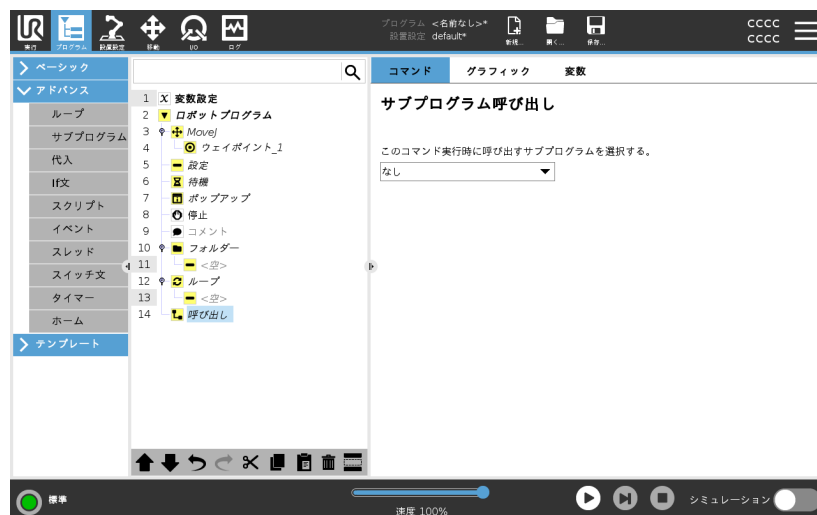 UR
実行
プログラム
設置設定
移動
I/O
ログ
プログラム <名前なし>*
設置設定 default*
新規...
開く...
保存...
CCCC
CCCC
ベーシック
アドバンス
ループ
サブプログラム
代入
If文
スクリプト
イベント
スレッド
スイッチ文
タイマー
ホーム
テンプレート
1 X 変数設定
2 ロボットプログラム
3 MoveJ
4 ウェイポイント_1
5 設定
6 待機
7 ポップアップ
8 停止
9 コメント
10 フォルダー
11 <空>
12 ループ
13 <空>
14 呼び出し
コマンド グラフィック 変数
サブプログラム呼び出し
このコマンド実行時に呼び出すサブプログラムを選択する。
なし
標準
速度 100%
シミュレーション